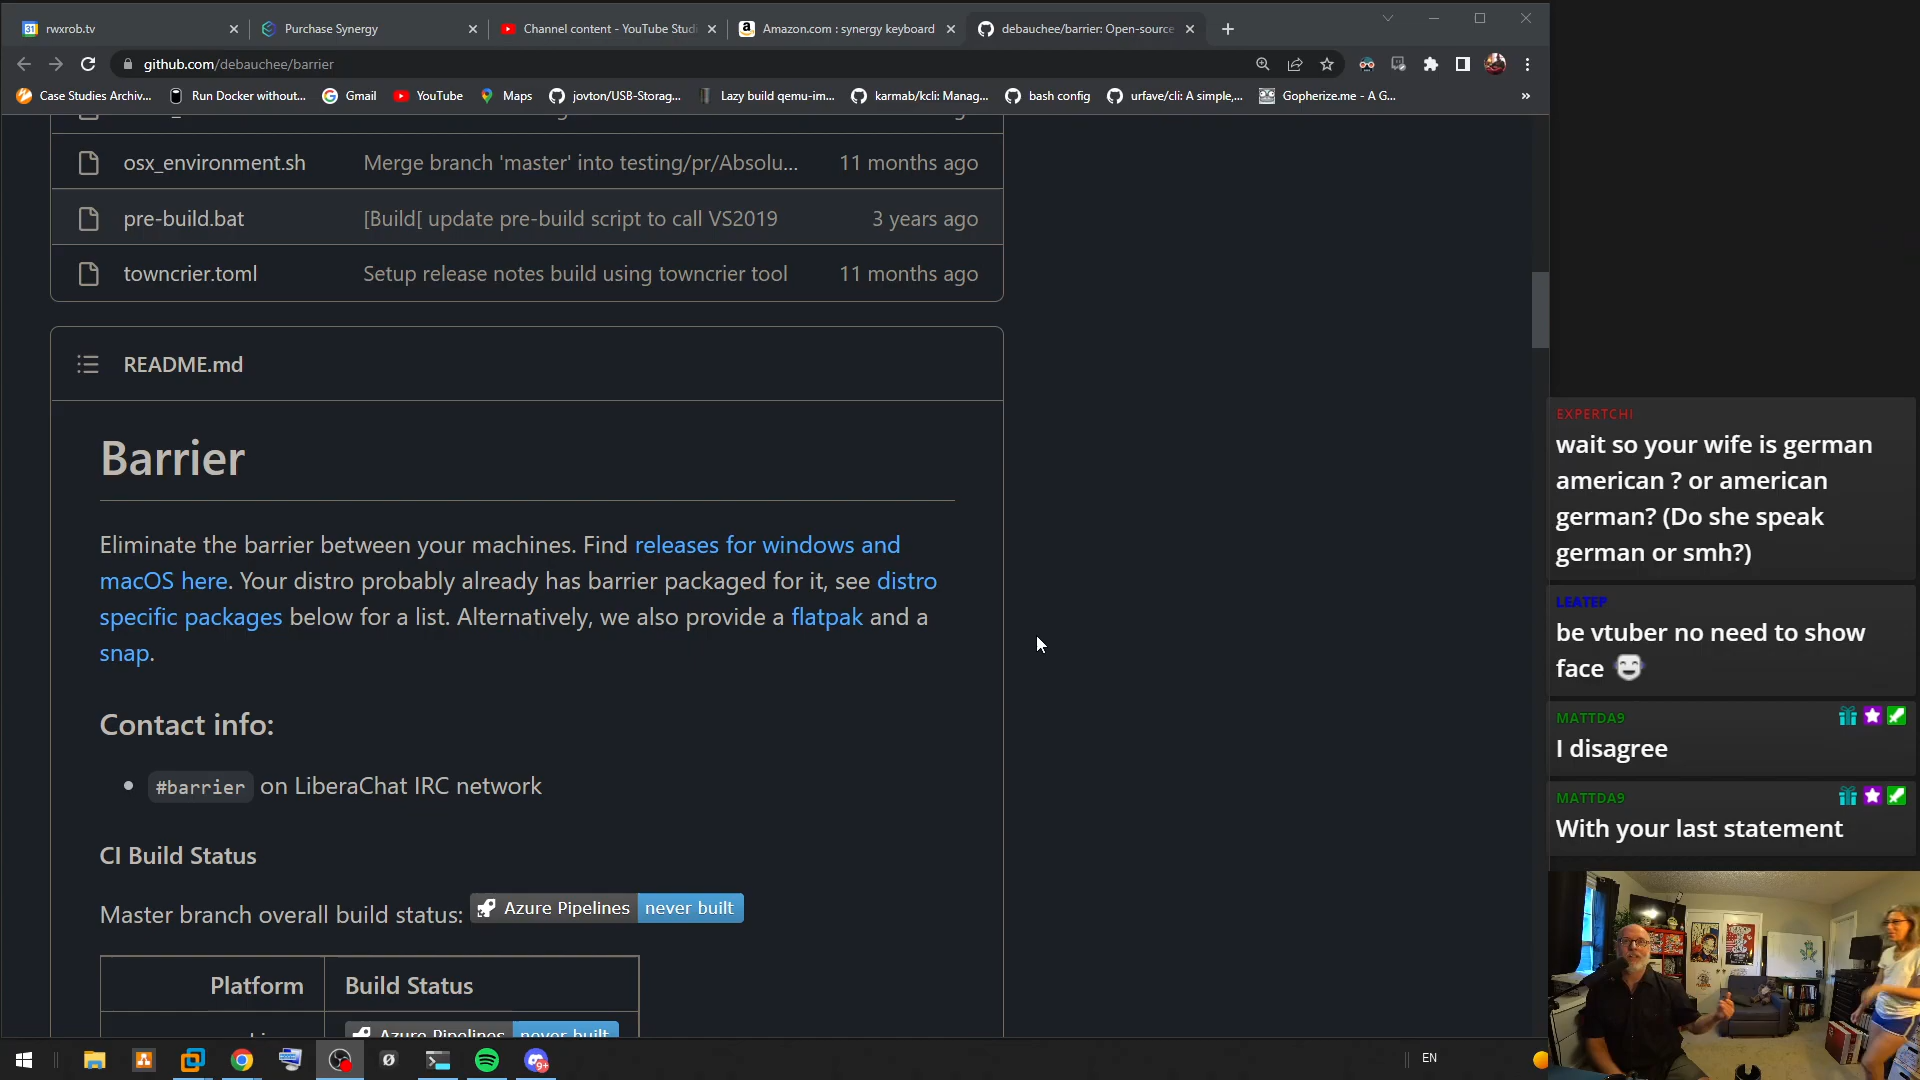 rwxrob.tv
Purchase Synergy
Channel content - YouTube Studi
Amazon.com : synergy keyboard
debauchee/barrier: Open-source
github.com/debauchee/barrier
Case Studies Archiv...
Run Docker without...
Gmail
YouTube
Maps
jovton/USB-Storag...
Lazy build qemu-im...
karmab/kcli: Manag...
bash config
urfave/cli: A simple,...
Gopherize.me - A G...
»
osx_environment.sh Merge branch 'master' into testing/pr/Absolu... 11 months ago
pre-build.bat [Build[ update pre-build script to call VS2019 3 years ago
towncrier.toml Setup release notes build using towncrier tool 11 months ago
README.md
Barrier
Eliminate the barrier between your machines. Find releases for windows and
macOS here. Your distro probably already has barrier packaged for it, see distro
specific packages below for a list. Alternatively, we also provide a flatpak and a
snap.
Contact info:
#barrier on LiberaChat IRC network
CI Build Status
Master branch overall build status: Azure Pipelines never built
Platform Build Status
Azure Pipelines never built
EXPERTCHI
wait so your wife is german
american ? or american
german? (Do she speak
german or smh?)
LEATEP
be vtuber no need to show
face
MATTDA9
I disagree
MATTDA9
With your last statement
9+
EN